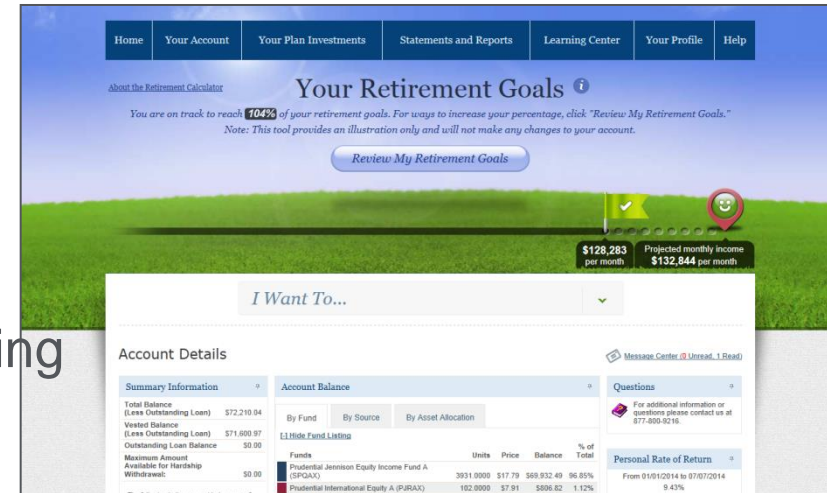 Home Your Account Your Plan Investments Statements and Reports Learning Center Your Profile Help
About the Retirement Calculator
Your Retirement Goals i
You are on track to reach 104% of your retirement goals. For ways to increase your percentage, click "Review My Retirement Goals."
Note: This tool provides an illustration only and will not make any changes to your account.
Review My Retirement Goals
$128,283
per month
Projected monthly income
$132,844 per month
I Want To...
ing
Account Details
Message Center (0 Unread, 1 Read)
Summary Information
Total Balance
(Less Outstanding Loan) $72,210.04
Vested Balance
(Less Outstanding Loan) $71,600.97
Outstanding Loan Balance $0.00
Maximum Amount
Available for Hardship
Withdrawal: $0.00
Account Balance
By Fund By Source By Asset Allocation
[-] Hide Fund Listing
Funds Units Price Balance % of Total
Prudential Jennison Equity Income Fund A
(SPQAX) 3931.0000 $17.79 $69,932.49 96.85%
Prudential International Equity A (PJRAX) 102.0000 $7.91 $806.82 1.12%
Questions
For additional information or
questions please contact us at
877-800-9216.
Personal Rate of Return
From 01/01/2014 to 07/07/2014
9.43%